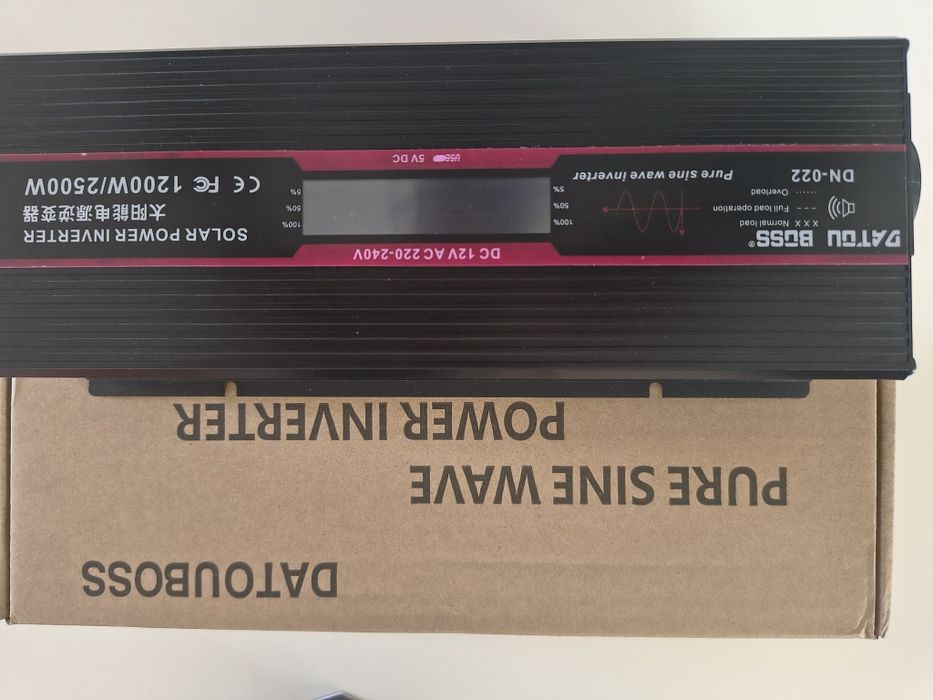 DATOU BOSS®
DN-022
x x x Normal load
- - - Full load operation
...... Overload
Pure sine wave inverter
DC 12V AC 220-240V
100%
50%
5%
100%
50%
5%
USB 5V DC
SOLAR POWER INVERTER
太阳能电源逆变器
CE FC 1200W/2500W
DATOUBOSS
PURE SINE WAVE
POWER INVERTER